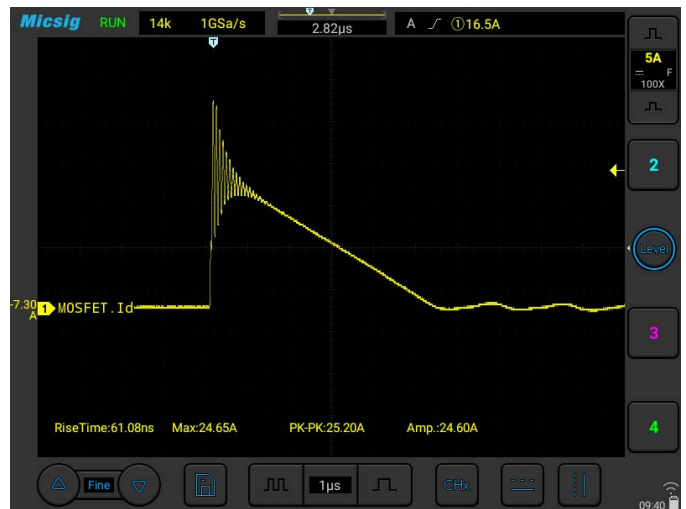 Micsig RUN 14k 1GSa/s 2.82µs A ①16.5A
T
T
5A
F
100X
2
Level
-7.30
A
1 MOSFET.Id
3
RiseTime:61.08ns Max:24.65A PK-PK:25.20A Amp.:24.60A
4
Fine 1µs CHx
09:40